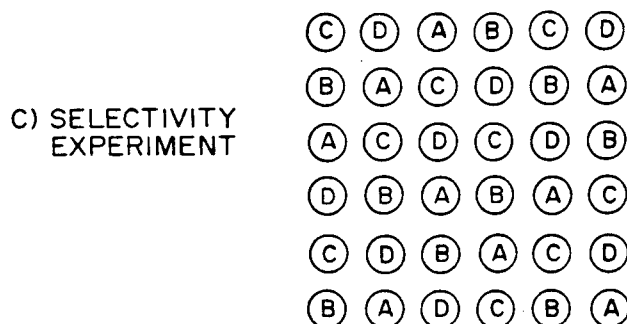 C D A B C D
B A C D B A
C) SELECTIVITY
EXPERIMENT
A C D C D B
D B A B A C
C D B A C D
B A D C B A